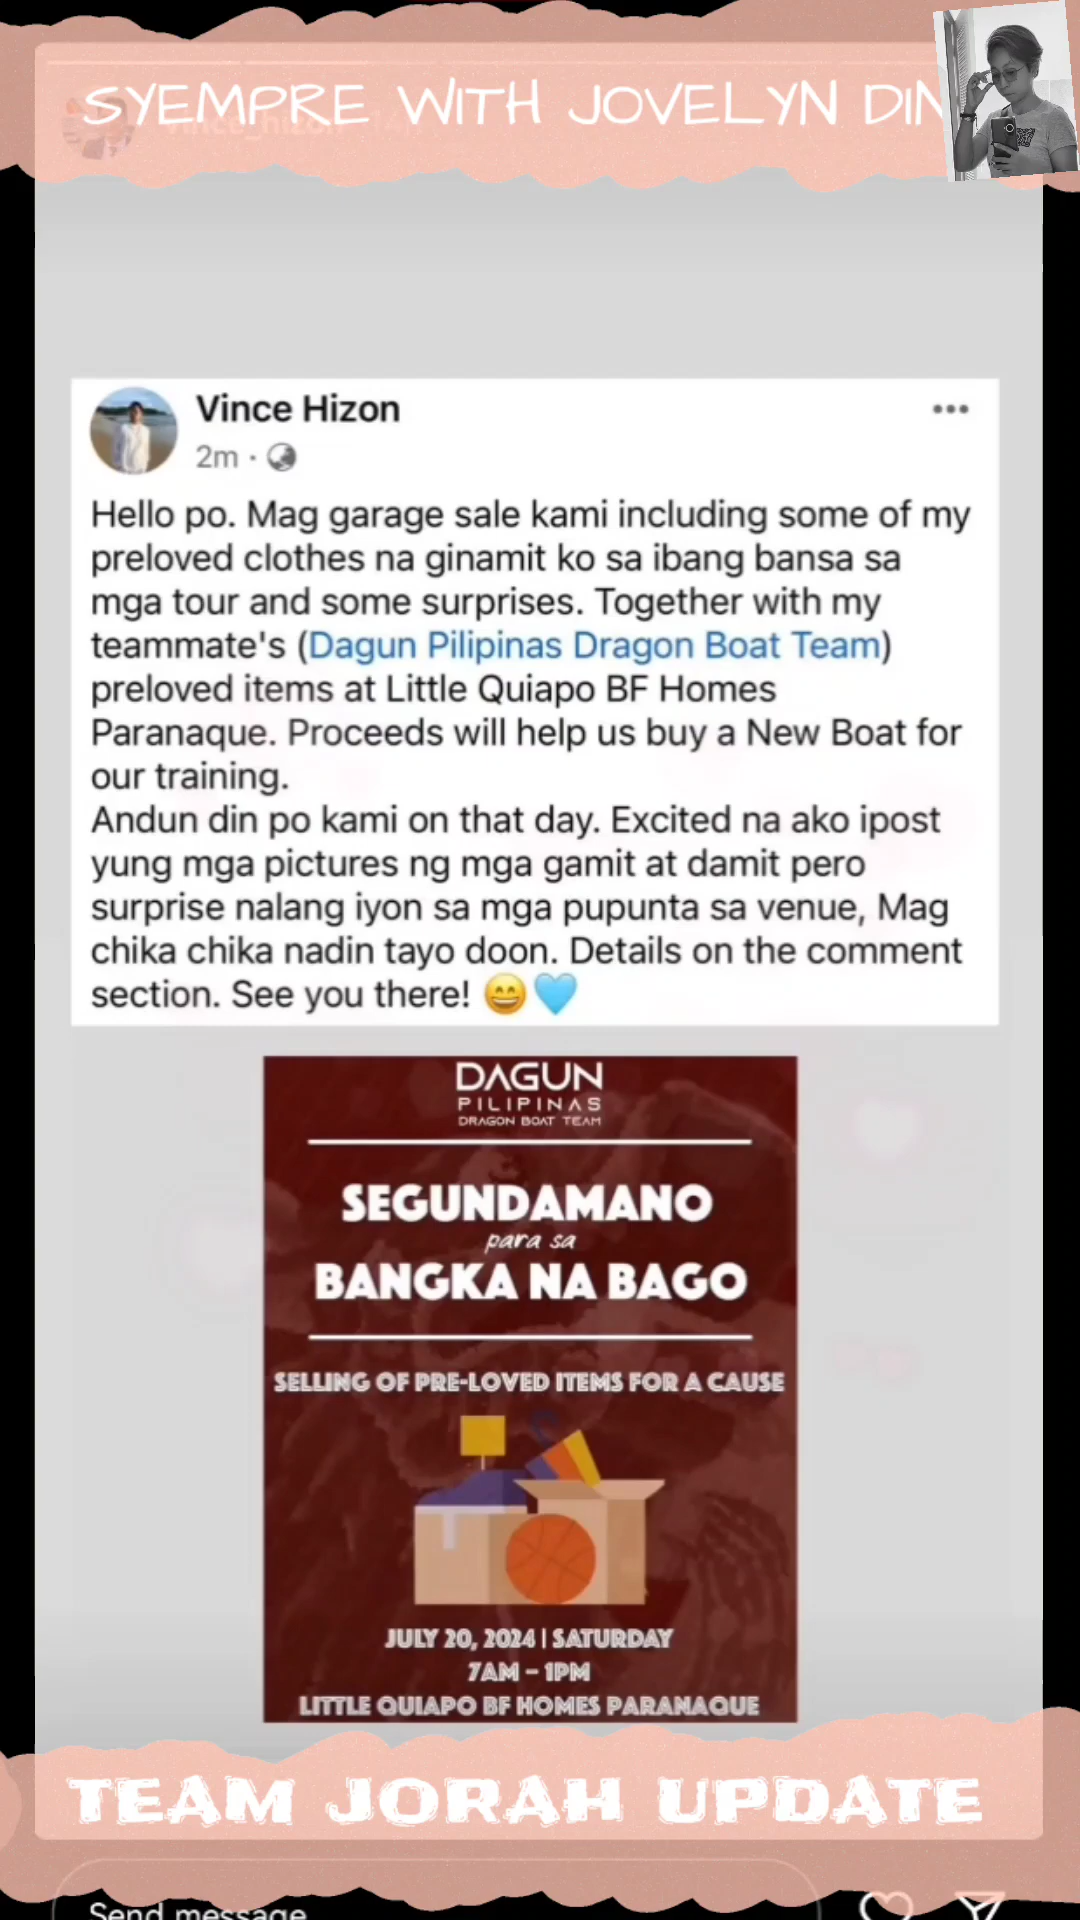 SYEMPRE WITH JOVELYN DIN
vince_hizon
Vince Hizon
2m
Hello po. Mag garage sale kami including some of my
preloved clothes na ginamit ko sa ibang bansa sa
mga tour and some surprises. Together with my
teammate's (Dagun Pilipinas Dragon Boat Team)
preloved items at Little Quiapo BF Homes
Paranaque. Proceeds will help us buy a New Boat for
our training.
Andun din po kami on that day. Excited na ako ipost
yung mga pictures ng mga gamit at damit pero
surprise nalang iyon sa mga pupunta sa venue, Mag
chika chika nadin tayo doon. Details on the comment
section. See you there! 😄🩵
DAGUN
PILIPINAS
DRAGON BOAT TEAM
SEGUNDAMANO
para sa
BANGKA NA BAGO
SELLING OF PRE-LOVED ITEMS FOR A CAUSE
JULY 20, 2024 | SATURDAY
7AM - 1PM
LITTLE QUIAPO BF HOMES PARANAQUE
TEAM JORAH UPDATE
Send message